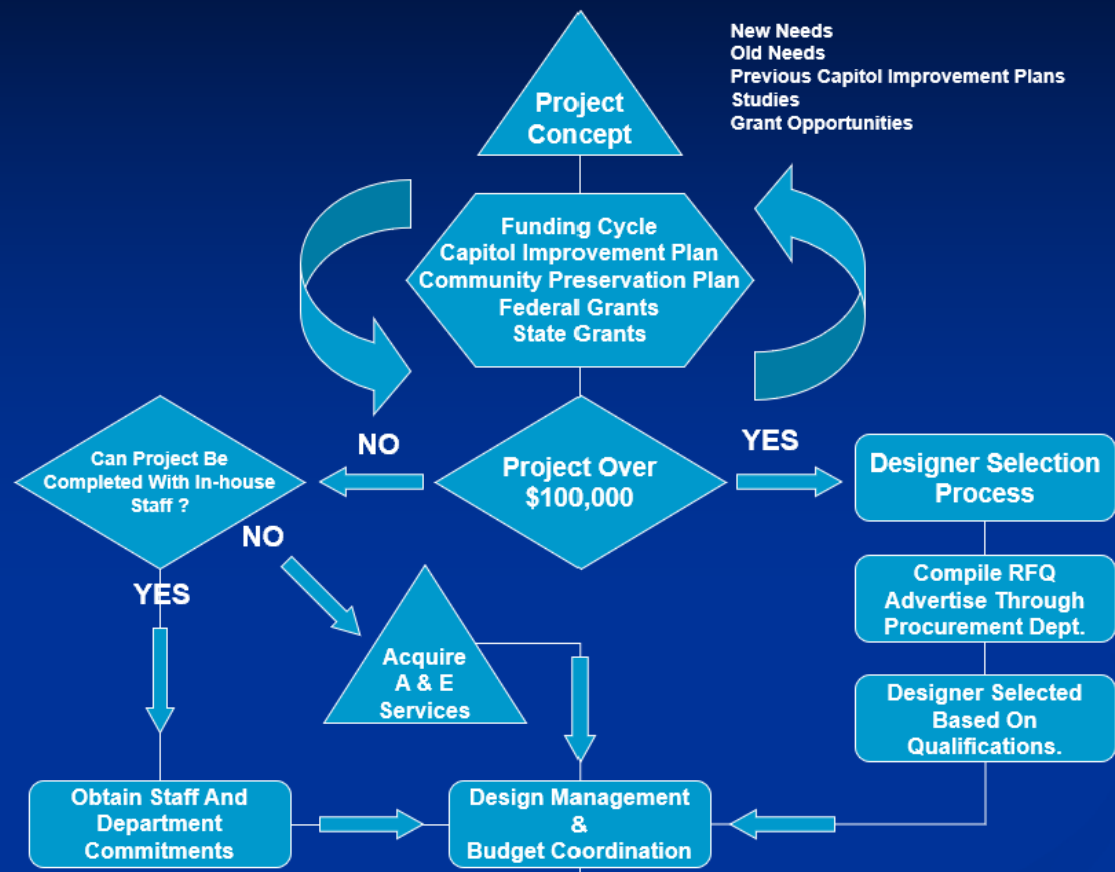 New Needs
Old Needs
Previous Capitol Improvement Plans
Studies
Grant Opportunities
Project
Concept
Funding Cycle
Capitol Improvement Plan
Community Preservation Plan
Federal Grants
State Grants
NO
YES
Can Project Be
Completed With In-house
Staff ?
Project Over
$100,000
Designer Selection
Process
NO
YES
Compile RFQ
Advertise Through
Procurement Dept.
Acquire
A & E
Services
Designer Selected
Based On
Qualifications.
Obtain Staff And
Department
Commitments
Design Management
&
Budget Coordination